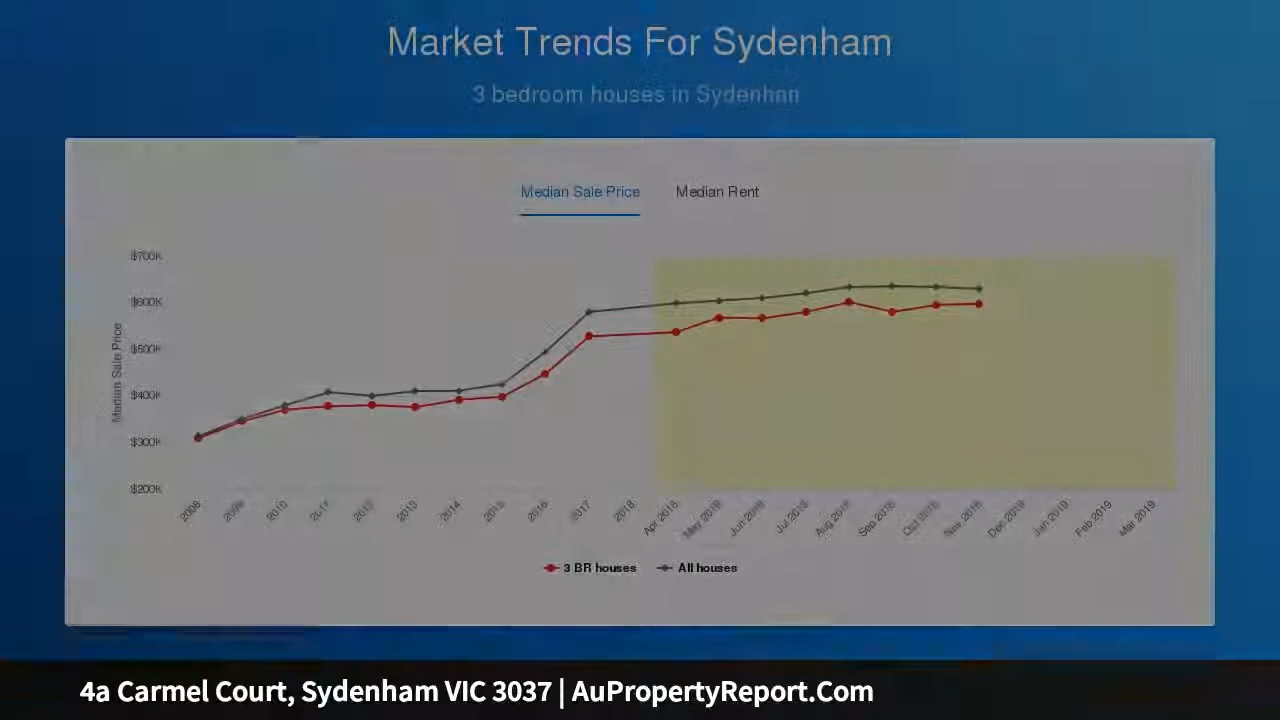 Market Trends For Sydenham
3 bedroom houses in Sydenhan
Median Sale Price Median Rent
$700K
$600K
$500K
$400K
$300K
$200K
Median Sale Price
2008 2009 2010 2011 2012 2013 2014 2015 2016 2017 2018 Apr 2018 May 2018 Jun 2018 Jul 2018 Aug 2018 Sep 2018 Oct 2018 Nov 2018 Dec 2019 Jan 2019 Feb 2019 Mar 2019
3 BR houses All houses
4a Carmel Court, Sydenham VIC 3037 | AuPropertyReport.Com